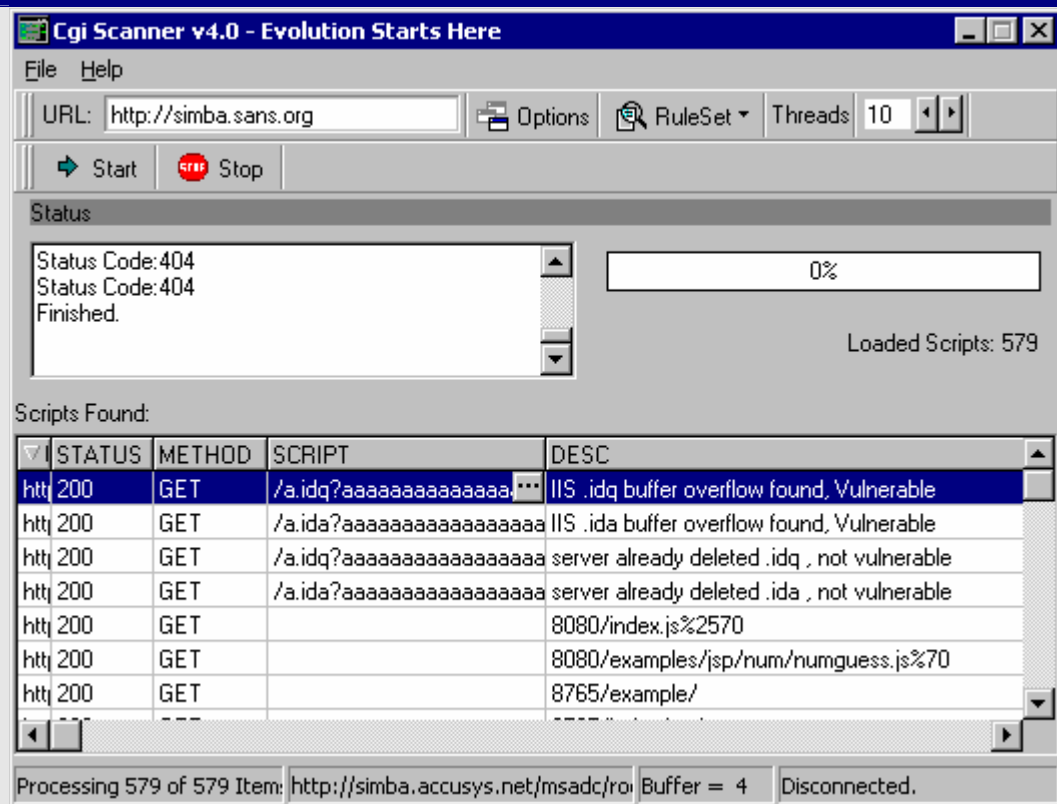 Cgi Scanner v4.0 - Evolution Starts Here
File Help
URL: http://simba.sans.org Options RuleSet Threads 10
Start STOP Stop
Status
Status Code:404
Status Code:404
Finished.
0%
Loaded Scripts: 579
Scripts Found:
STATUS METHOD SCRIPT DESC
200 GET /a.idq?aaaaaaaaaaaaaaa ... IIS .idq buffer overflow found, Vulnerable
200 GET /a.ida?aaaaaaaaaaaaaaaaaa IIS .ida buffer overflow found, Vulnerable
200 GET /a.idq?aaaaaaaaaaaaaaaaaa server already deleted .idq , not vulnerable
200 GET /a.ida?aaaaaaaaaaaaaaaaaa server already deleted .ida , not vulnerable
200 GET 8080/index.js%2570
200 GET 8080/examples/jsp/num/numguess.js%70
200 GET 8765/example/
Processing 579 of 579 Item http://simba.accusys.net/msadc/ro Buffer = 4 Disconnected.